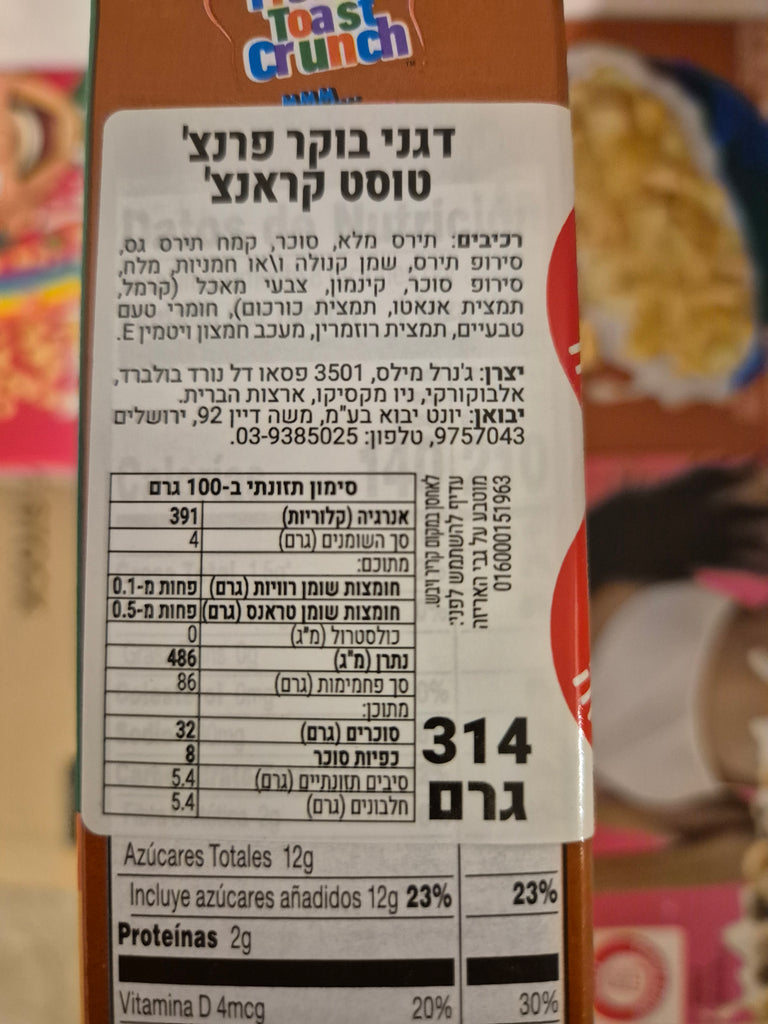 Toast
Crunch
דגני בוקר פרנצ'
טוסט קראנצ'
רכיבים: תירס מלא, סוכר, קמח תירס גס,
סירופ תירס, שמן קנולה ו\או חמניות, מלח,
סירופ סוכר, קינמון, צבעי מאכל (קרמל,
תמצית אנאטו, תמצית כורכום), חומרי טעם
טבעיים, תמצית רוזמרין, מעכב חמצון ויטמין E.
יצרן: ג'נרל מילס, 3501 פסאו דל נורד בולברד,
אלבוקורקי, ניו מקסיקו, ארצות הברית.
יבואן: יונט יבוא בע"מ, משה דיין 92, ירושלים
9757043, טלפון: 03-9385025.
סימון תזונתי ב-100 גרם
אנרגיה (קלוריות) 391
סך השומנים (גרם) 4
מתוכם:
חומצות שומן רוויות (גרם) פחות מ-0.1
חומצות שומן טראנס (גרם) פחות מ-0.5
כולסטרול (מ"ג) 0
נתרן (מ"ג) 486
סך פחמימות (גרם) 86
מתוכן:
סוכרים (גרם) 32
כפיות סוכר 8
סיבים תזונתיים (גרם) 5.4
חלבונים (גרם) 5.4
לאחסן במקום קריר ויבש.
עדיף להשתמש לפני:
מוטבע על גבי האריזה
016000151963
314
גרם
Azúcares Totales 12g
Incluye azúcares añadidos 12g 23% 23%
Proteínas 2g
Vitamina D 4mcg 20% 30%